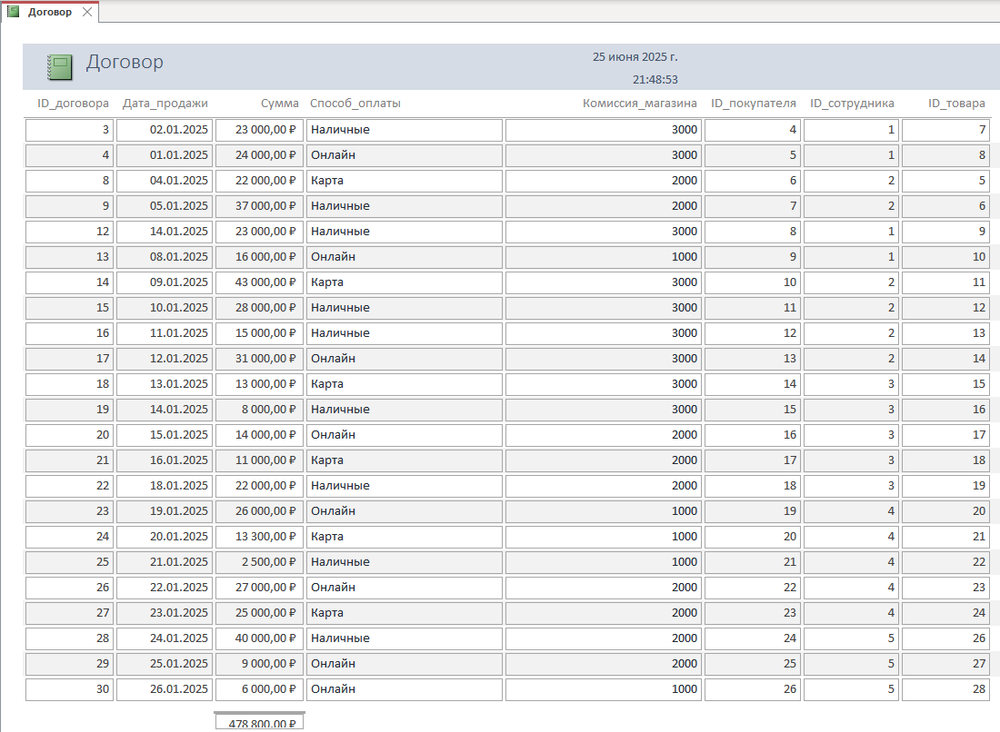 Договор
Договор
25 июня 2025 г.
21:48:53
ID_договора Дата_продажи Сумма Способ_оплаты Комиссия_магазина ID_покупателя ID_сотрудника ID_товара
3 02.01.2025 23 000,00 ₽ Наличные 3000 4 1 7
4 01.01.2025 24 000,00 ₽ Онлайн 3000 5 1 8
8 04.01.2025 22 000,00 ₽ Карта 2000 6 2 5
9 05.01.2025 37 000,00 ₽ Наличные 2000 7 2 6
12 14.01.2025 23 000,00 ₽ Наличные 3000 8 1 9
13 08.01.2025 16 000,00 ₽ Онлайн 1000 9 1 10
14 09.01.2025 43 000,00 ₽ Карта 3000 10 2 11
15 10.01.2025 28 000,00 ₽ Наличные 3000 11 2 12
16 11.01.2025 15 000,00 ₽ Наличные 3000 12 2 13
17 12.01.2025 31 000,00 ₽ Онлайн 3000 13 2 14
18 13.01.2025 13 000,00 ₽ Карта 3000 14 3 15
19 14.01.2025 8 000,00 ₽ Наличные 3000 15 3 16
20 15.01.2025 14 000,00 ₽ Онлайн 2000 16 3 17
21 16.01.2025 11 000,00 ₽ Карта 2000 17 3 18
22 18.01.2025 22 000,00 ₽ Наличные 2000 18 3 19
23 19.01.2025 26 000,00 ₽ Онлайн 1000 19 4 20
24 20.01.2025 13 300,00 ₽ Карта 1000 20 4 21
25 21.01.2025 2 500,00 ₽ Наличные 1000 21 4 22
26 22.01.2025 27 000,00 ₽ Онлайн 2000 22 4 23
27 23.01.2025 25 000,00 ₽ Карта 2000 23 4 24
28 24.01.2025 40 000,00 ₽ Наличные 2000 24 5 26
29 25.01.2025 9 000,00 ₽ Онлайн 2000 25 5 27
30 26.01.2025 6 000,00 ₽ Онлайн 1000 26 5 28
478 800,00 ₽